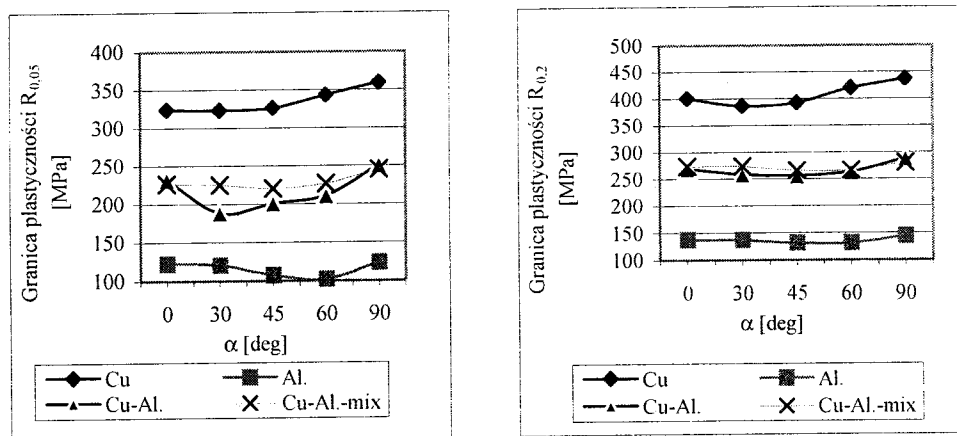 Granica plastyczności R0,05
[MPa]
400
350
300
250
200
150
100
0 30 45 60 90
α [deg]
Cu
Al.
Cu-Al.
Cu-Al.-mix
Granica plastyczności R0,2
[MPa]
500
450
400
350
300
250
200
150
100
0 30 45 60 90
α [deg]
Cu
Al.
Cu-Al.
Cu-Al.-mix